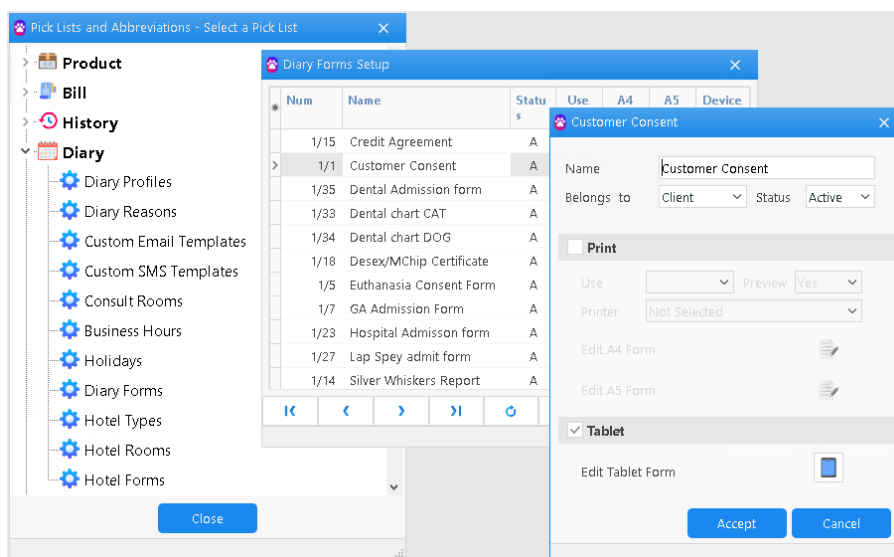 Pick Lists and Abbreviations - Select a Pick List
Product
Bill
History
Diary
Diary Profiles
Diary Reasons
Custom Email Templates
Custom SMS Templates
Consult Rooms
Business Hours
Holidays
Diary Forms
Hotel Types
Hotel Rooms
Hotel Forms
Close
Diary Forms Setup
Num Name Statu s Use A4 A5 Device
1/15 Credit Agreement A
1/1 Customer Consent A
1/35 Dental Admission form A
1/33 Dental chart CAT A
1/34 Dental chart DOG A
1/18 Desex/MChip Certificate A
1/5 Euthanasia Consent Form A
1/7 GA Admission Form A
1/23 Hospital Admisson form A
1/27 Lap Spey admit form A
1/14 Silver Whiskers Report A
Customer Consent
Name Customer Consent
Belongs to Client Status Active
Print
Use Preview Yes
Printer Not Selected
Edit A4 Form
Edit A5 Form
Tablet
Edit Tablet Form
Accept Cancel